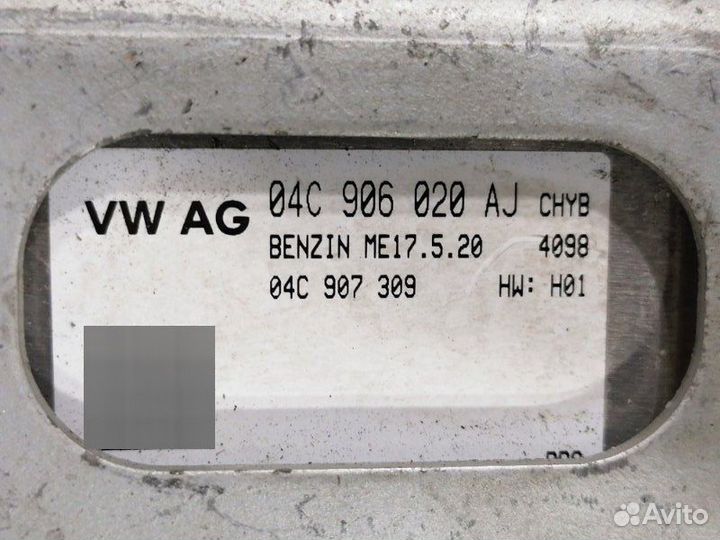 VW AG 04C 906 020 AJ CHYB
BENZIN ME17.5.20 4098
04C 907 309 HW: H01
Avito